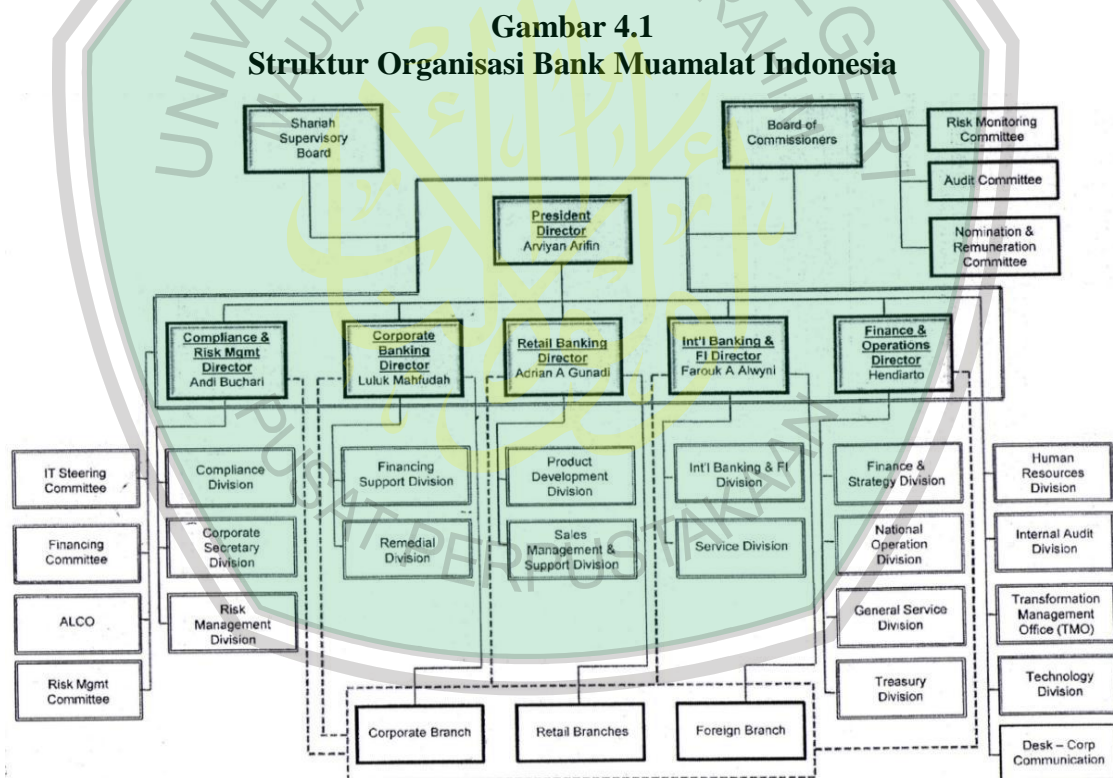 Gambar 4.1
Struktur Organisasi Bank Muamalat Indonesia
Shariah
Supervisory
Board
Board of
Commissioners
Risk Monitoring
Committee
Audit Committee
Nomination &
Remuneration
Committee
President
Director
Arviyan Arifin
Compliance &
Risk Mgmt
Director
Andi Buchari
Corporate
Banking
Director
Luluk Mahfudah
Retail Banking
Director
Adrian A Gunadi
Int'l Banking &
FI Director
Farouk A Alwyni
Finance &
Operations
Director
Hendiarto
IT Steering
Committee
Financing
Committee
ALCO
Risk Mgmt
Committee
Compliance
Division
Corporate
Secretary
Division
Risk
Management
Division
Financing
Support Division
Remedial
Division
Product
Development
Division
Sales
Management &
Support Division
Int'l Banking & FI
Division
Service Division
Finance &
Strategy Division
National
Operation
Division
General Service
Division
Treasury
Division
Human
Resources
Division
Internal Audit
Division
Transformation
Management
Office (TMO)
Technology
Division
Desk – Corp
Communication
Corporate Branch
Retail Branches
Foreign Branch
PUSAT PERPUSTAKAAN